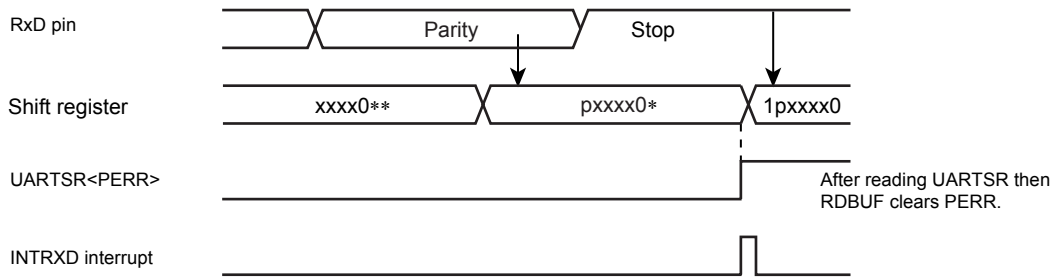 RxD pin
Parity
Stop
Shift register
xxxx0**
pxxxx0*
1pxxxx0
UARTSR<PERR>
After reading UARTSR then
RDBUF clears PERR.
INTRXD interrupt